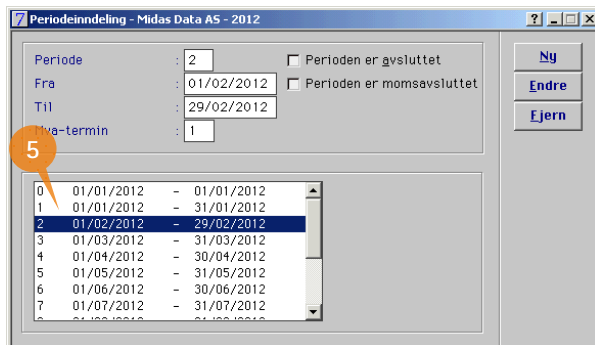 7 Periodeinndeling - Midas Data AS - 2012 ? _ □ ×
Periode : 2 Perioden er avsluttet Ny
Fra : 01/02/2012 Perioden er momsavsluttet Endre
Til : 29/02/2012 Fjern
Mva-termin : 1
5
0 01/01/2012 - 01/01/2012
1 01/01/2012 - 31/01/2012
2 01/02/2012 - 29/02/2012
3 01/03/2012 - 31/03/2012
4 01/04/2012 - 30/04/2012
5 01/05/2012 - 31/05/2012
6 01/06/2012 - 30/06/2012
7 01/07/2012 - 31/07/2012